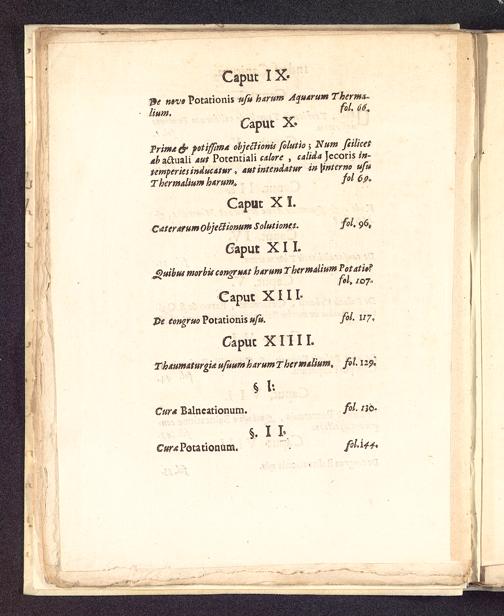 Caput IX.
De novo Potationis usu harum Aquarum Therma-
lium. fol. 66.
Caput X.
Primæ & potissimæ objectionis solutio; Num scilicet
ab actuali aut Potentiali calore, calida Jecoris in-
temperies inducatur, aut intendatur in interno usu
Thermalium harum. fol 69.
Caput XI.
Cæterarum Objectionum Solutiones. fol. 96.
Caput XII.
Quibus morbis congruat harum Thermalium Potatio?
fol. 107.
Caput XIII.
De congruo Potationis usu. fol. 117.
Caput XIIII.
Thaumaturgiæ usuum harum Thermalium. fol. 129.
§ I:
Curæ Balneationum. fol. 130.
§. II.
Curæ Potationum. fol. 144.